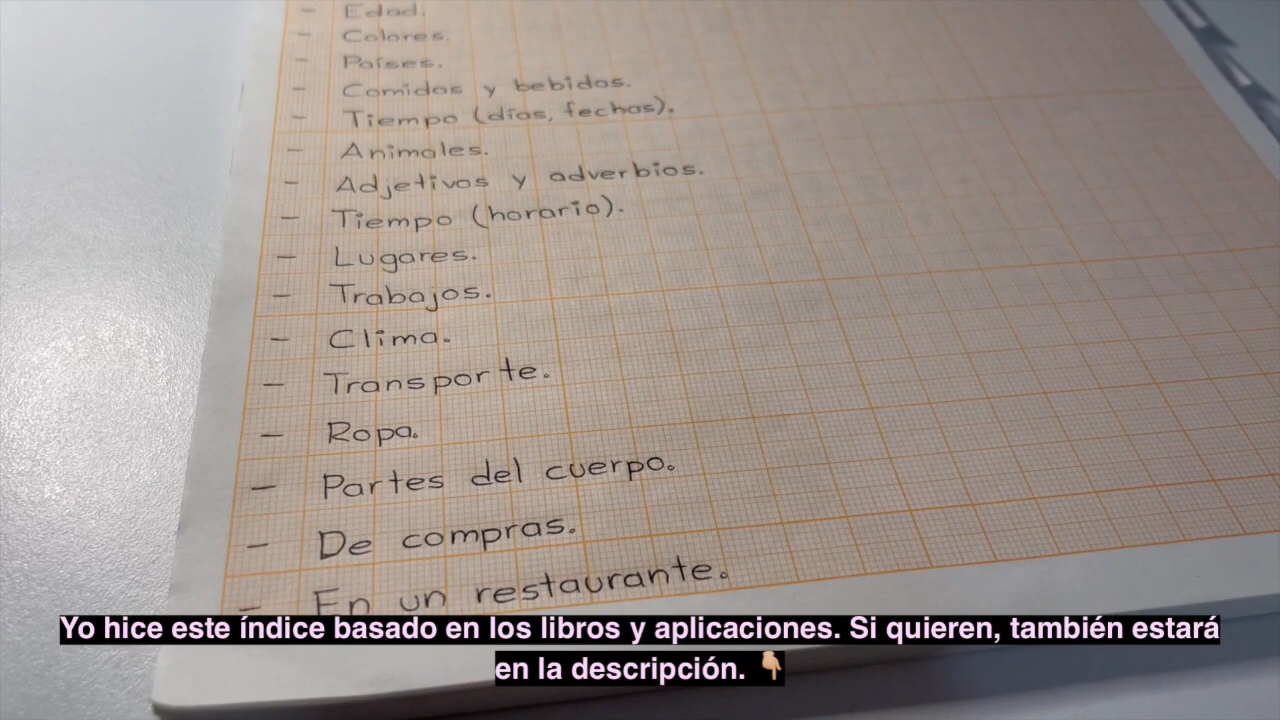 - Edad.
- Colores.
- Países.
- Comidas y bebidas.
- Tiempo (días, fechas).
- Animales.
- Adjetivos y adverbios.
- Tiempo (horario).
- Lugares.
- Trabajos.
- Clima.
- Transporte.
- Ropa.
- Partes del cuerpo.
- De compras.
- En un restaurante.
Yo hice este índice basado en los libros y aplicaciones. Si quieren, también estará
en la descripción. 👇🏻